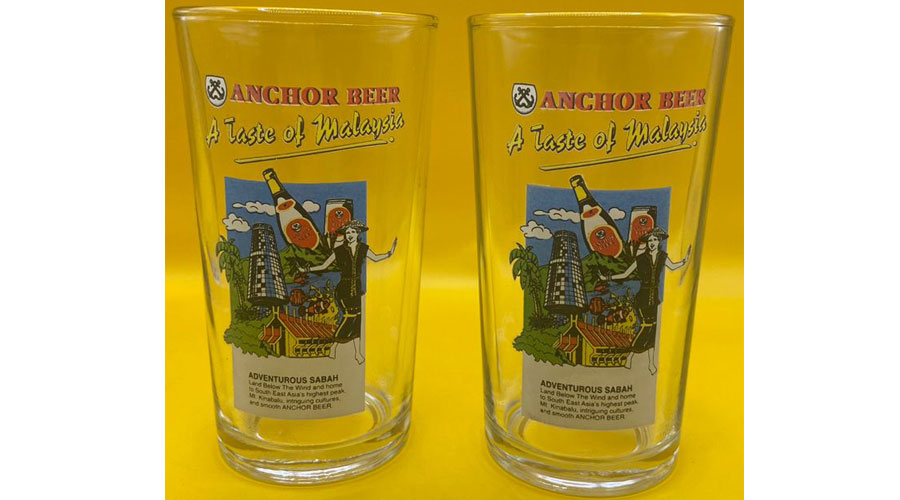 ANCHOR BEER
A Taste of Malaysia
ADVENTUROUS SABAH
Land Below The Wind and home
to South East Asia's highest peak,
Mt. Kinabalu, intriguing cultures,
and smooth ANCHOR BEER.
ANCHOR BEER
A Taste of Malaysia
ADVENTUROUS SABAH
Land Below The Wind and home
to South East Asia's highest peak,
Mt. Kinabalu, intriguing cultures,
and smooth ANCHOR BEER.